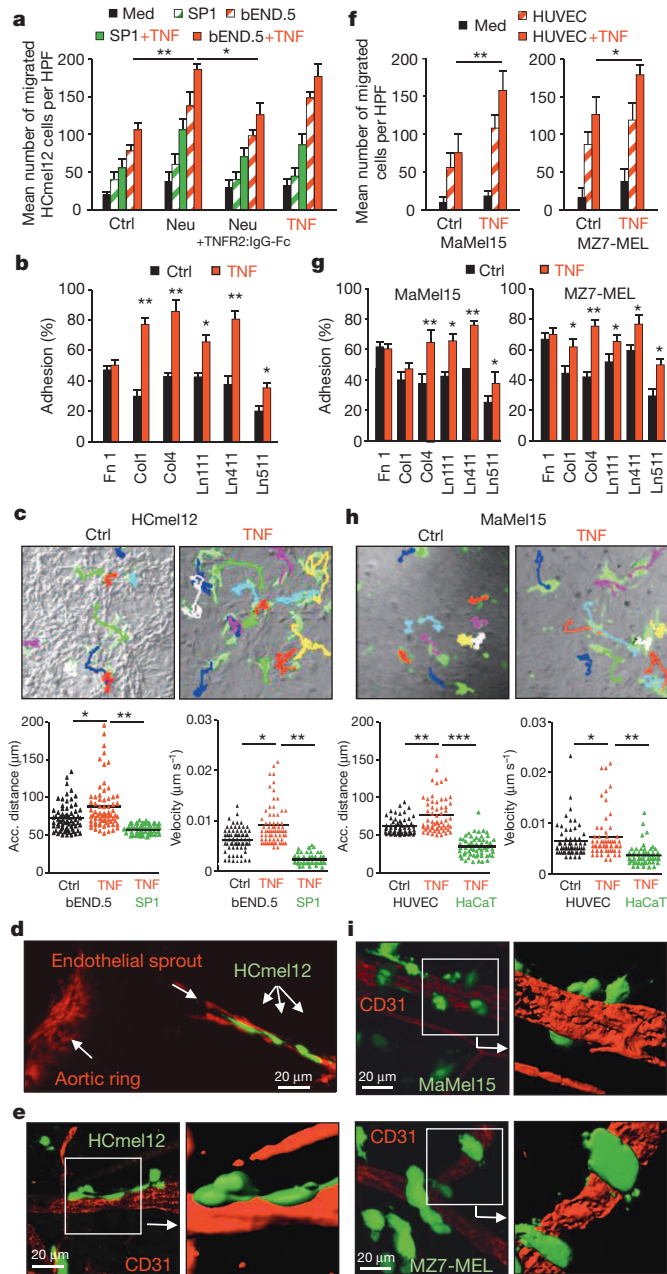 a
Med
SP1
bEND.5
SP1+TNF
bEND.5+TNF
Mean number of migrated
HCmel12 cells per HPF
200
150
100
50
0
**
*
Ctrl
Neu
Neu
TNF
+TNFR2:IgG-Fc
f
Med
HUVEC
HUVEC+TNF
Mean number of migrated
cells per HPF
200
150
100
50
0
**
Ctrl
TNF
MaMel15
200
150
100
50
0
*
Ctrl
TNF
MZ7-MEL
b
Ctrl
TNF
Adhesion (%)
100
80
60
40
20
0
**
**
*
**
*
Fn 1
Col1
Col4
Ln111
Ln411
Ln511
g
Ctrl
TNF
MaMel15
MZ7-MEL
Adhesion (%)
100
80
60
40
20
0
**
*
**
*
Fn 1
Col1
Col4
Ln111
Ln411
Ln511
100
80
60
40
20
0
*
**
*
*
*
Fn 1
Col1
Col4
Ln111
Ln411
Ln511
c
HCmel12
Ctrl
TNF
Acc. distance (µm)
200
150
100
50
0
*
**
Ctrl
TNF
TNF
bEND.5
SP1
Velocity (µm s⁻¹)
0.03
0.02
0.01
0
*
**
Ctrl
TNF
TNF
bEND.5
SP1
h
MaMel15
Ctrl
TNF
Acc. distance (µm)
200
150
100
50
0
**
***
Ctrl
TNF
TNF
HUVEC
HaCaT
Velocity (µm s⁻¹)
0.03
0.02
0.01
0
*
**
Ctrl
TNF
TNF
HUVEC
HaCaT
d
Endothelial sprout
HCmel12
Aortic ring
20 µm
e
HCmel12
20 µm
CD31
i
CD31
20 µm
MaMel15
CD31
20 µm
MZ7-MEL